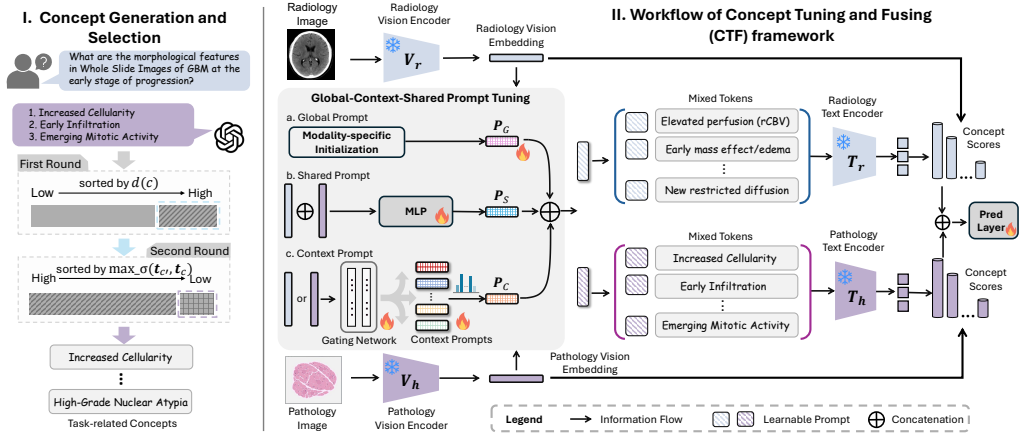 I. Concept Generation and
Selection
What are the morphological features
in Whole Slide Images of GBM at the
early stage of progression?
1. Increased Cellularity
2. Early Infiltration
3. Emerging Mitotic Activity
First Round
Low sorted by d(c) High
Second Round
High sorted by max_σ(t_c', t_c) Low
Increased Cellularity
High-Grade Nuclear Atypia
Task-related Concepts
II. Workflow of Concept Tuning and Fusing
(CTF) framework
Radiology
Image
Radiology
Vision Encoder
V_r
Radiology Vision
Embedding
Global-Context-Shared Prompt Tuning
a. Global Prompt
Modality-specific
Initialization
P_G
b. Shared Prompt
MLP
P_S
c. Context Prompt
or
Gating Network
Context Prompts
P_C
Pathology
Image
V_h
Pathology
Vision Encoder
Pathology Vision
Embedding
Mixed Tokens
Elevated perfusion (rCBV)
Early mass effect/edema
New restricted diffusion
Radiology
Text Encoder
T_r
Concept
Scores
Mixed Tokens
Increased Cellularity
Early Infiltration
Emerging Mitotic Activity
Pathology
Text Encoder
T_h
Concept
Scores
Pred
Layer
Legend
Information Flow
Learnable Prompt
Concatenation